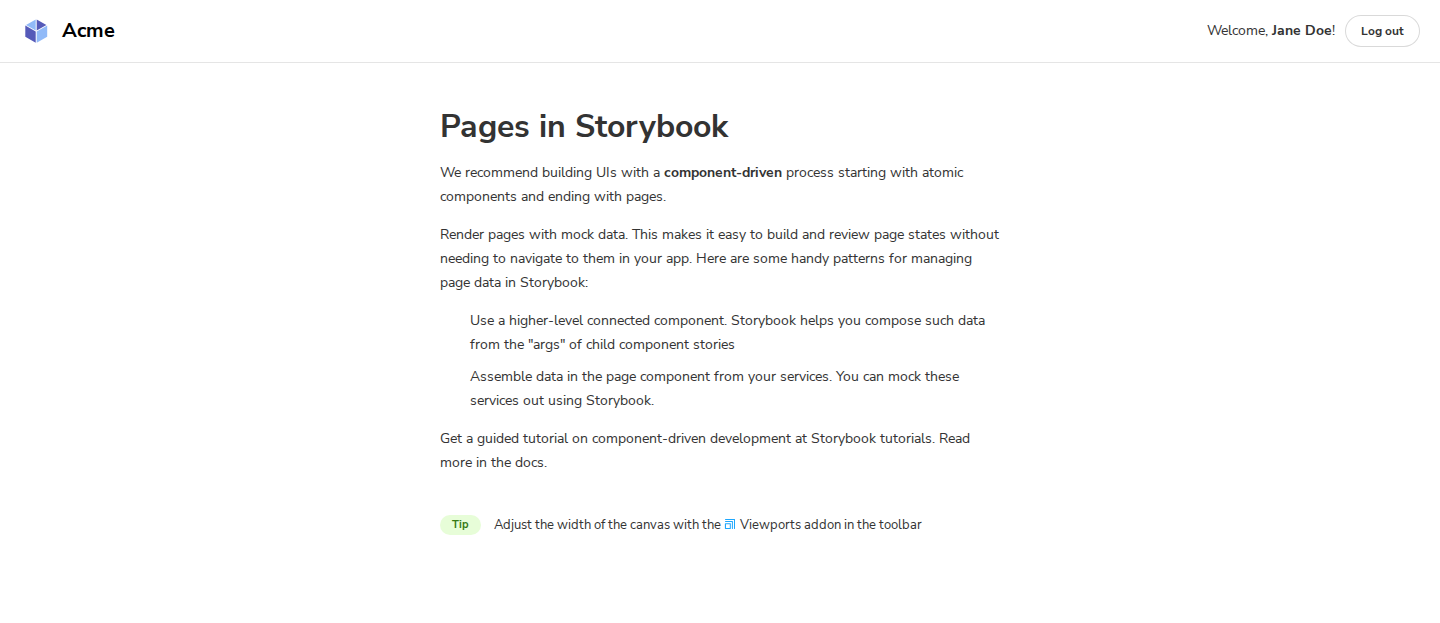 Acme
Welcome, Jane Doe!
Log out
Pages in Storybook
We recommend building UIs with a component-driven process starting with atomic
components and ending with pages.
Render pages with mock data. This makes it easy to build and review page states without
needing to navigate to them in your app. Here are some handy patterns for managing
page data in Storybook:
Use a higher-level connected component. Storybook helps you compose such data
from the "args" of child component stories
Assemble data in the page component from your services. You can mock these
services out using Storybook.
Get a guided tutorial on component-driven development at Storybook tutorials. Read
more in the docs.
Tip
Adjust the width of the canvas with the Viewports addon in the toolbar